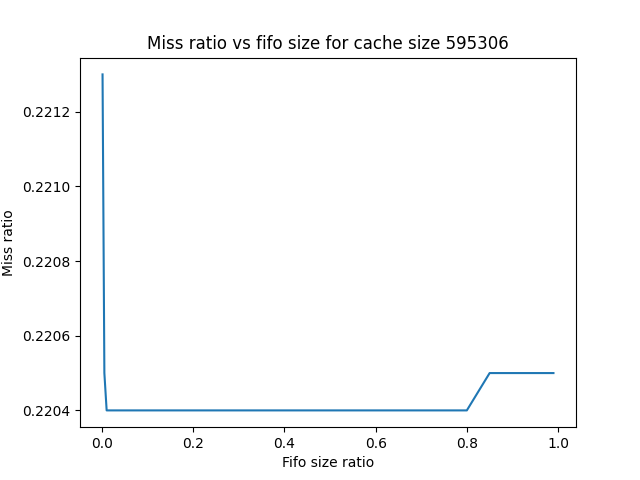 Miss ratio vs fifo size for cache size 595306
0.2212
0.2210
0.2208
0.2206
0.2204
Miss ratio
0.0 0.2 0.4 0.6 0.8 1.0
Fifo size ratio